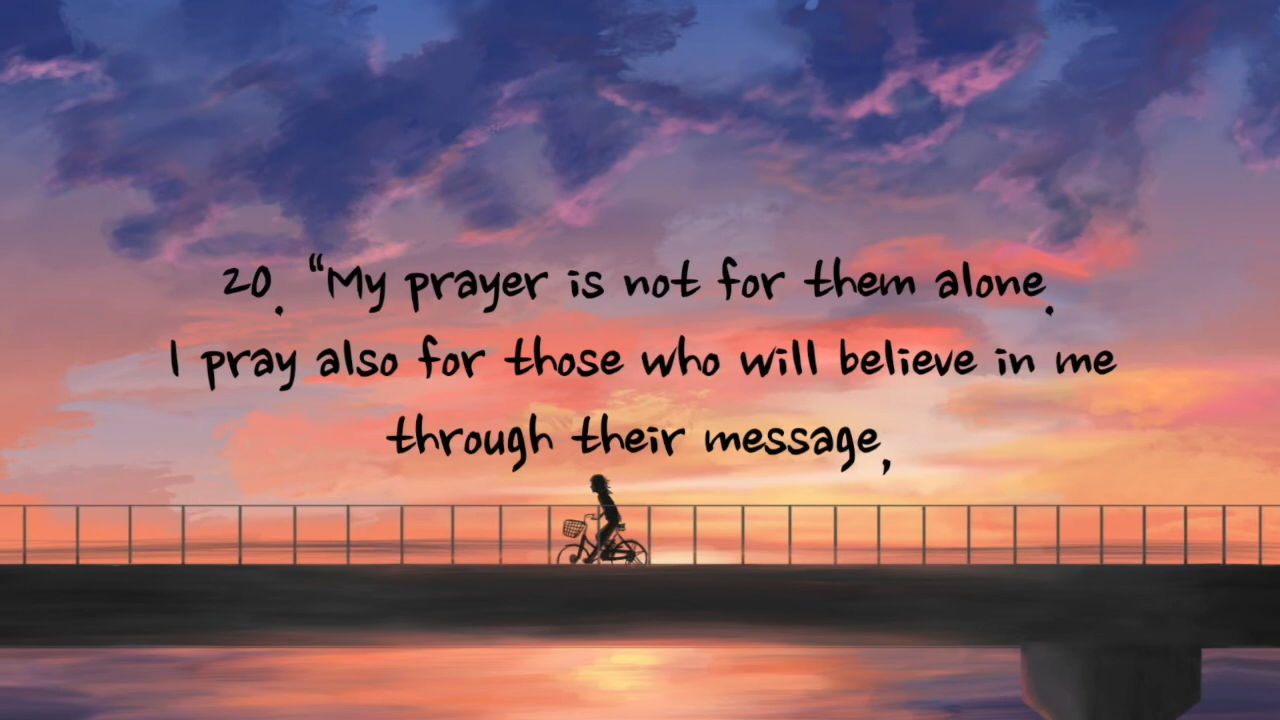 20. “My prayer is not for them alone.
I pray also for those who will believe in me
through their message,